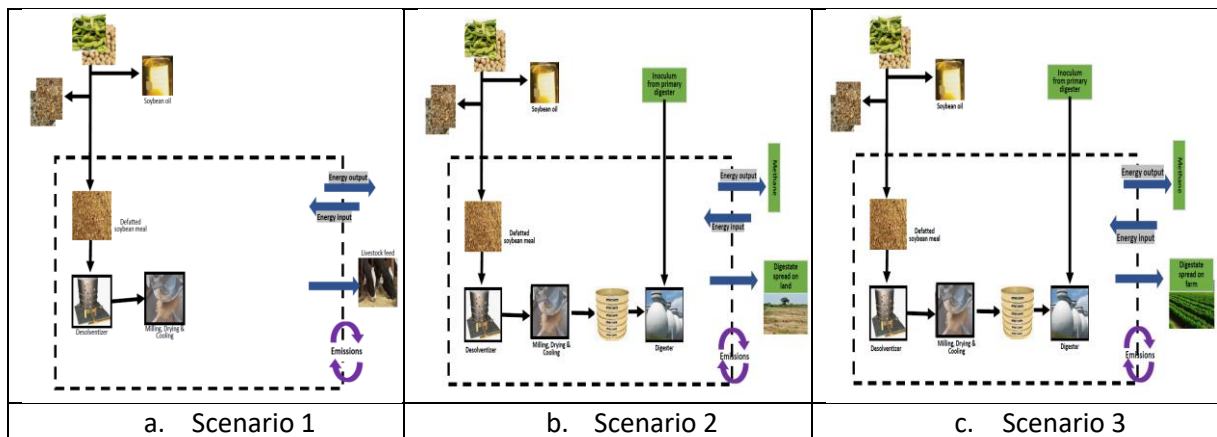 Soybean oil
Energy output
Energy input
Defatted
soybean meal
Livestock feed
Desolventizer
Milling, Drying &
Cooling
Emissions
a. Scenario 1
Inoculum
from primary
digester
Soybean oil
Methane
Energy output
Energy input
Defatted
soybean meal
Digestate
spread on
land
Desolventizer
Milling, Drying &
Cooling
Digester
Emissions
b. Scenario 2
Inoculum
from primary
digester
Soybean oil
Methane
Energy output
Energy input
Defatted
soybean meal
Digestate
spread on
farm
Desolventizer
Milling, Drying &
Cooling
Digester
Emissions
c. Scenario 3